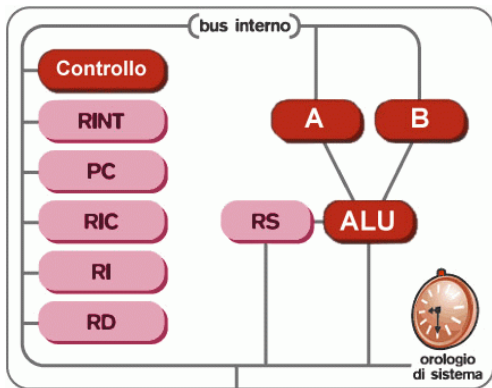 bus interno
Controllo
RINT
PC
RIC
RI
RD
A
B
RS
ALU
orologio
di sistema